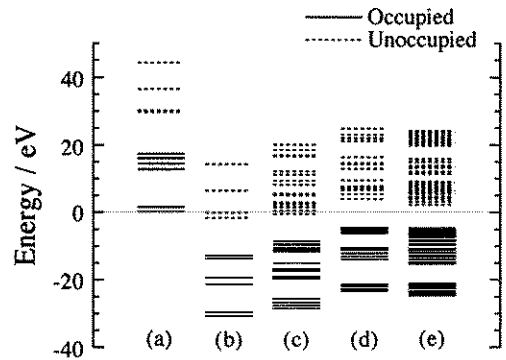 Occupied
Unoccupied
Energy / eV
40
20
0
-20
-40
(a)
(b)
(c)
(d)
(e)